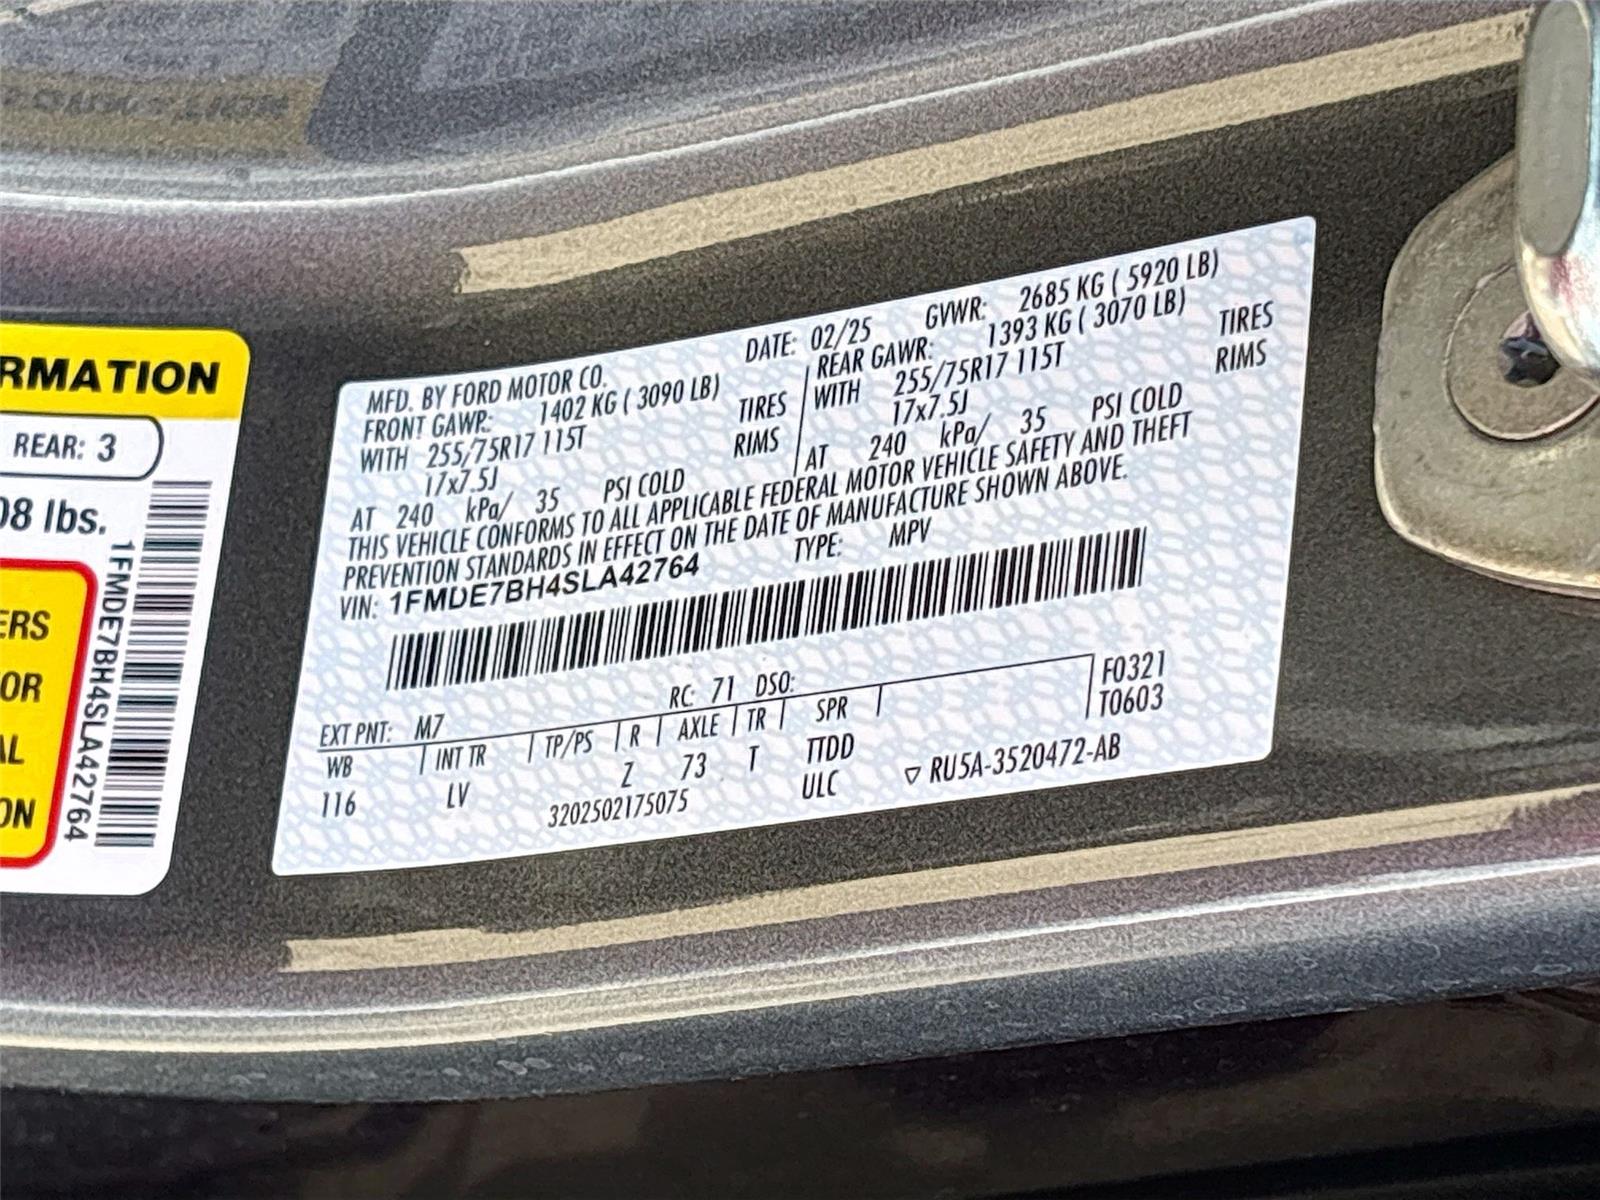 RMATION
REAR: 3
08 lbs.
1FMDE7BH4SLA42764
ERS
OR
AL
ON
MFD. BY FORD MOTOR CO.
DATE: 02/25
GVWR: 2685 KG ( 5920 LB)
FRONT GAWR: 1402 KG ( 3090 LB)
REAR GAWR: 1393 KG ( 3070 LB)
WITH 255/75R17 115T TIRES
WITH 255/75R17 115T TIRES
17x7.5J RIMS
17x7.5J RIMS
AT 240 kPa/ 35 PSI COLD
AT 240 kPa/ 35 PSI COLD
THIS VEHICLE CONFORMS TO ALL APPLICABLE FEDERAL MOTOR VEHICLE SAFETY AND THEFT
PREVENTION STANDARDS IN EFFECT ON THE DATE OF MANUFACTURE SHOWN ABOVE.
VIN: 1FMDE7BH4SLA42764
TYPE: MPV
F0321
T0603
EXT PNT: M7 RC: 71 DSO:
WB INT TR TP/PS R AXLE TR SPR
116 LV Z 73 T TTDD
3202502175075 ULC
▽ RU5A-3520472-AB